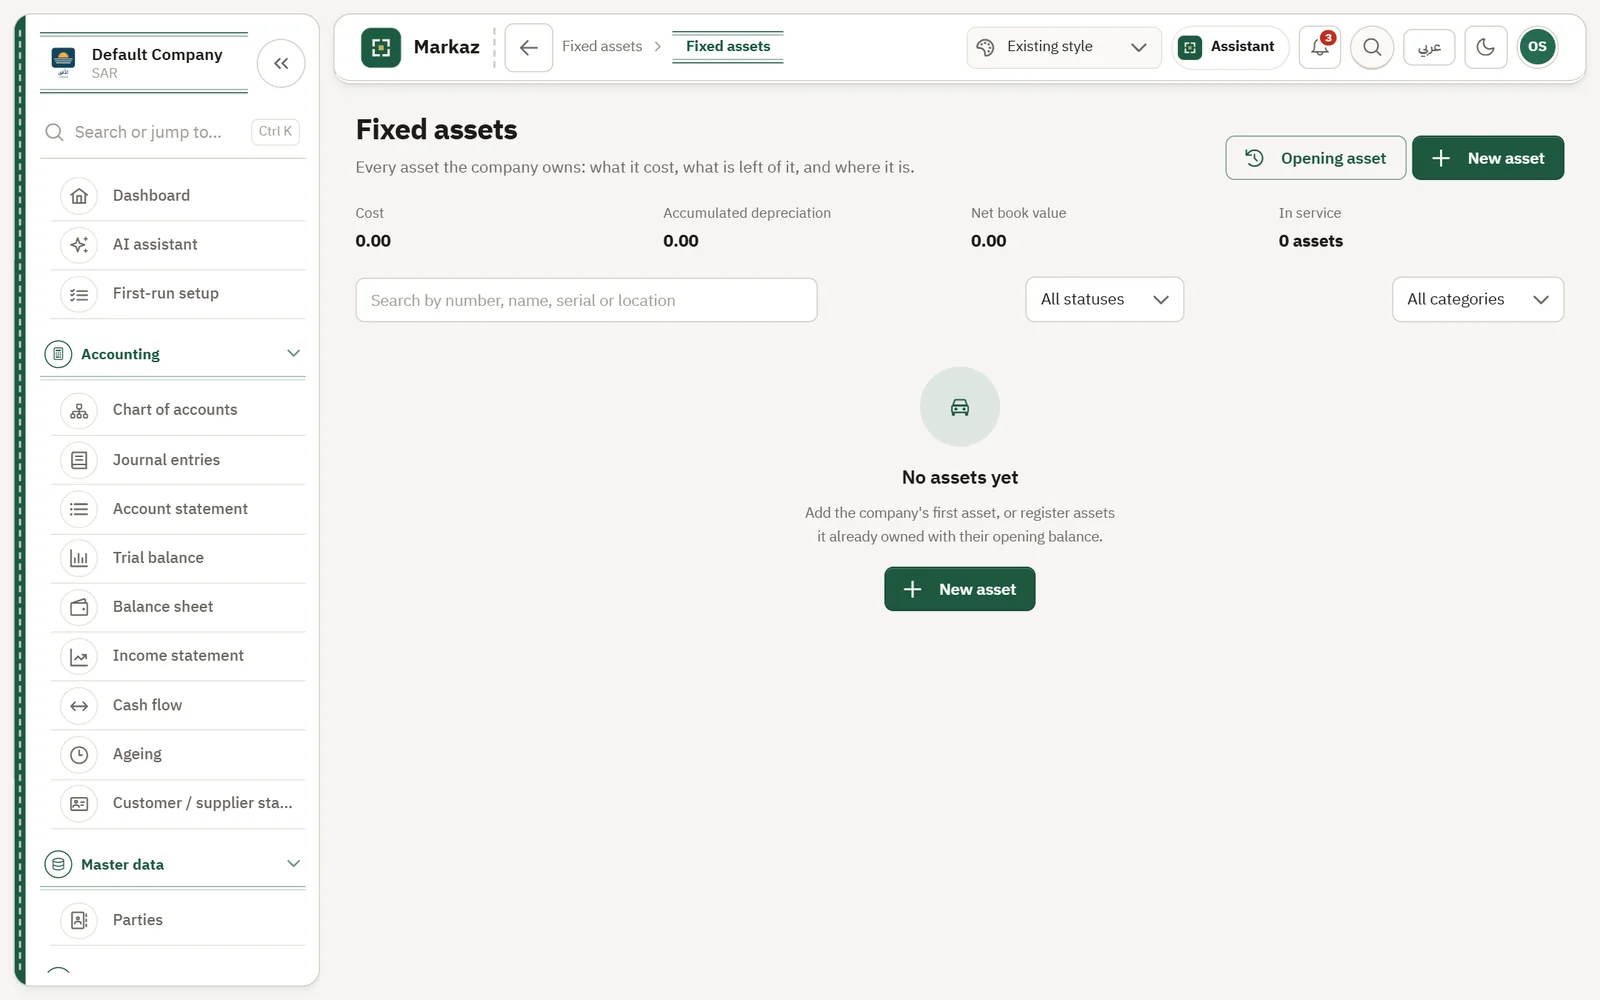 Default Company
SAR
Search or jump to...
Ctrl K
Dashboard
AI assistant
First-run setup
Accounting
Chart of accounts
Journal entries
Account statement
Trial balance
Balance sheet
Income statement
Cash flow
Ageing
Customer / supplier sta...
Master data
Parties
Markaz
Fixed assets
Fixed assets
Existing style
Assistant
3
عربي
OS
Fixed assets
Every asset the company owns: what it cost, what is left of it, and where it is.
Opening asset
New asset
Cost
0.00
Accumulated depreciation
0.00
Net book value
0.00
In service
0 assets
Search by number, name, serial or location
All statuses
All categories
No assets yet
Add the company's first asset, or register assets
it already owned with their opening balance.
New asset